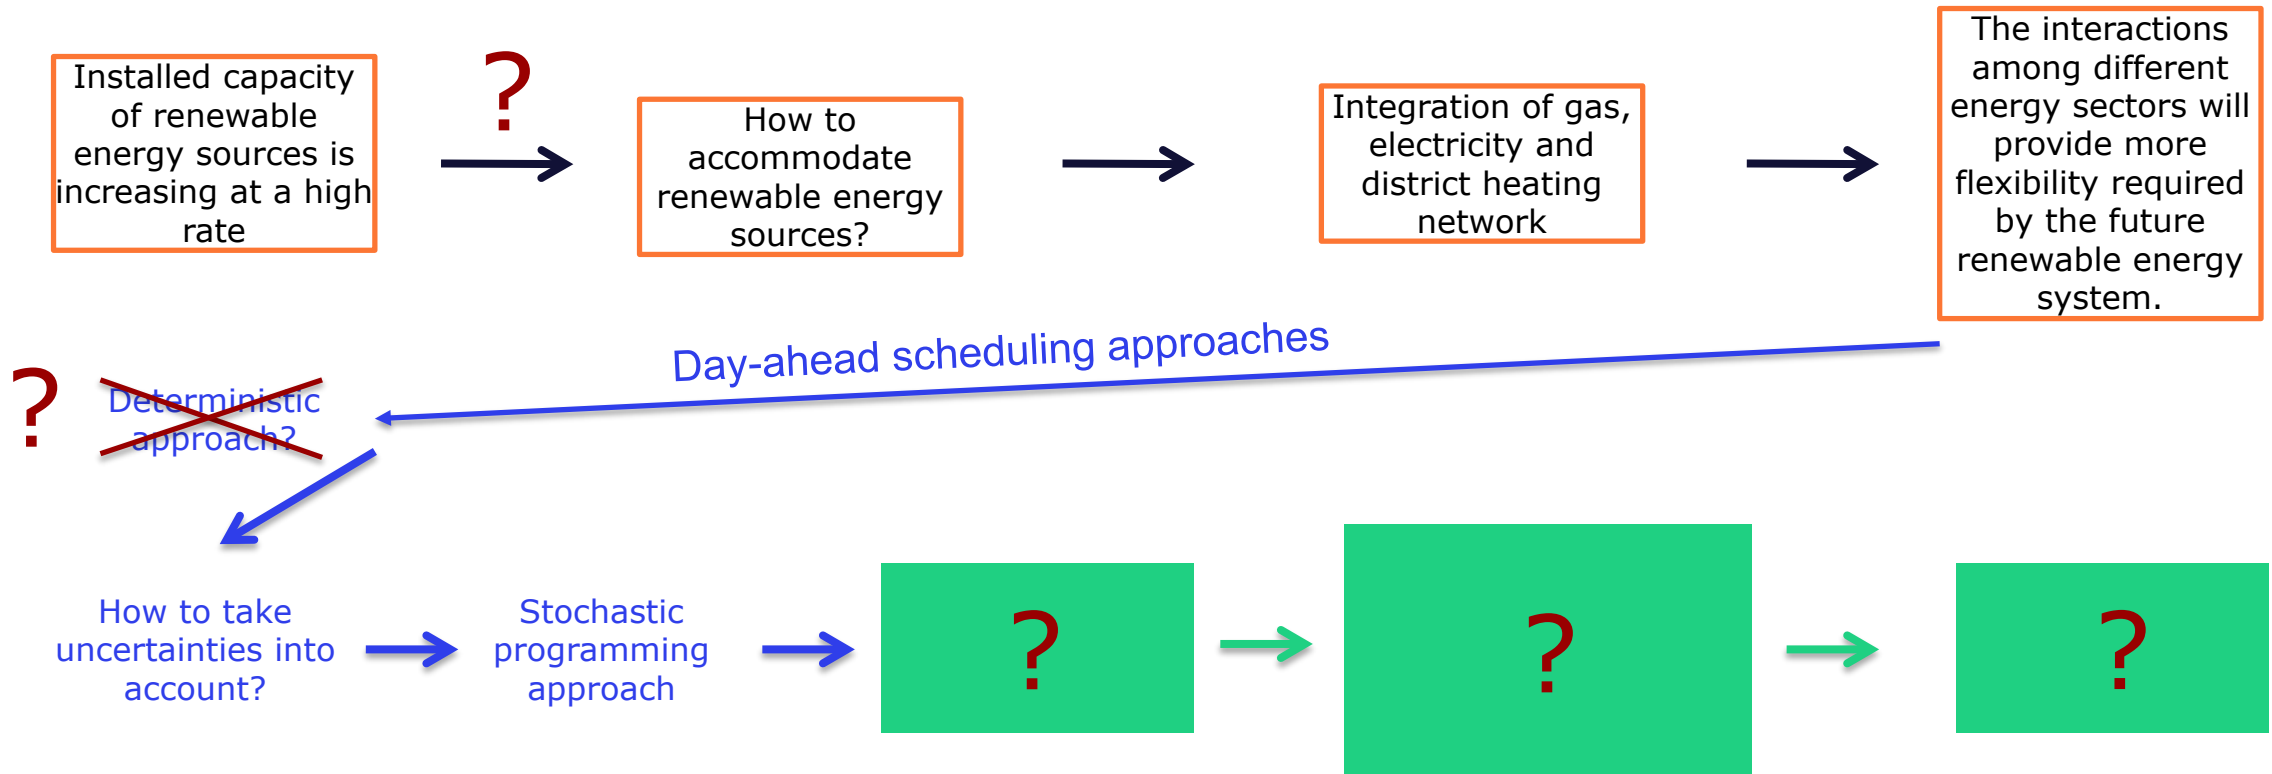 Installed capacity
of renewable
energy sources is
increasing at a high
rate
?
How to
accommodate
renewable energy
sources?
Integration of gas,
electricity and
district heating
network
The interactions
among different
energy sectors will
provide more
flexibility required
by the future
renewable energy
system.
Day-ahead scheduling approaches
?
Deterministic
approach?
How to take
uncertainties into
account?
Stochastic
programming
approach
?
?
?